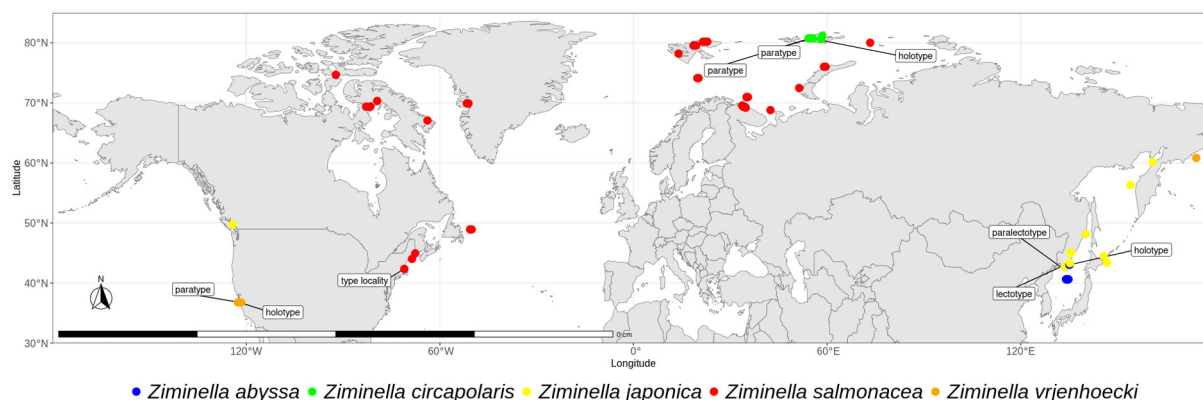 80°N
70°N
60°N
50°N
40°N
30°N
Latitude
paratype
paratype
holotype
paralectotype
holotype
lectotype
type locality
paratype
holotype
N
0 cm
120°W
60°W
0°
60°E
120°E
Longitude
Ziminella abyssa Ziminella circapolaris Ziminella japonica Ziminella salmonacea Ziminella vrjenhoecki